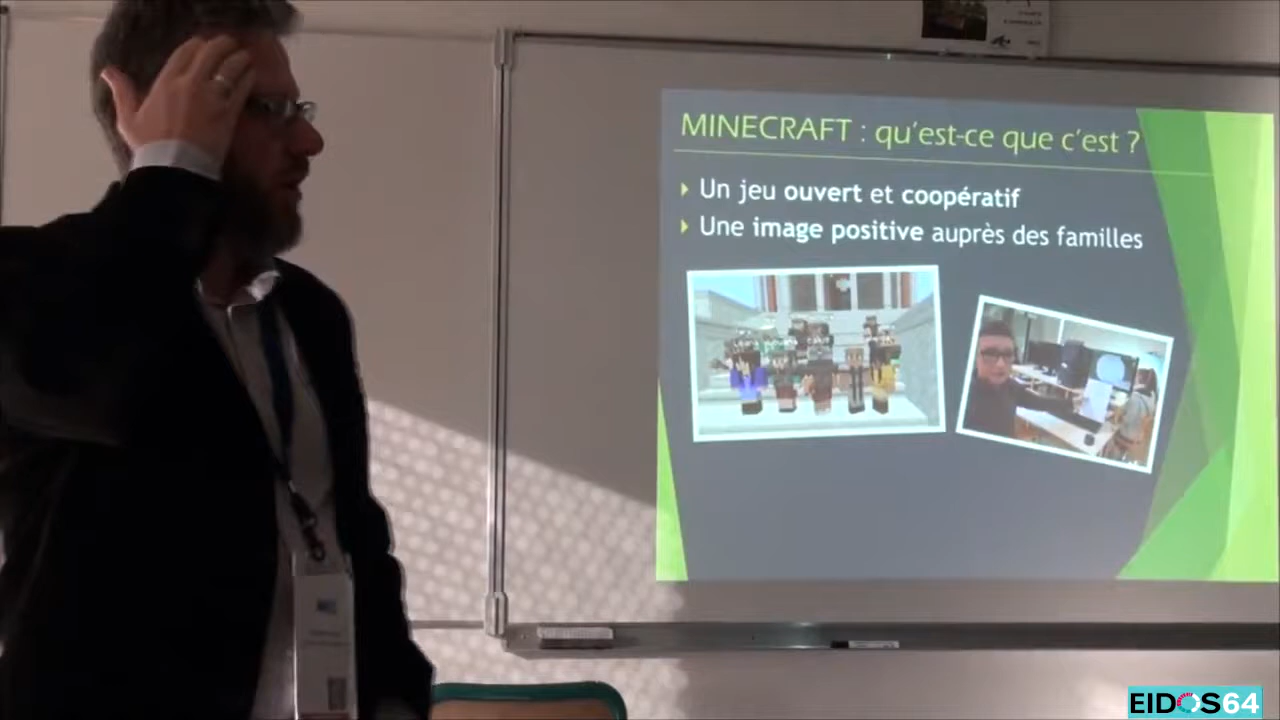 MINECRAFT : qu'est-ce que c'est ?
Un jeu ouvert et coopératif
Une image positive auprès des familles
EIDOS64